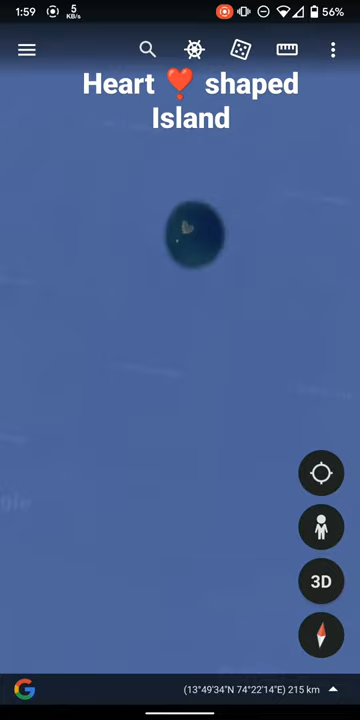 1:59 5 KB/s 56%
Heart ❣️ shaped
Island
3D
(13°49'34"N 74°22'14"E) 215 km